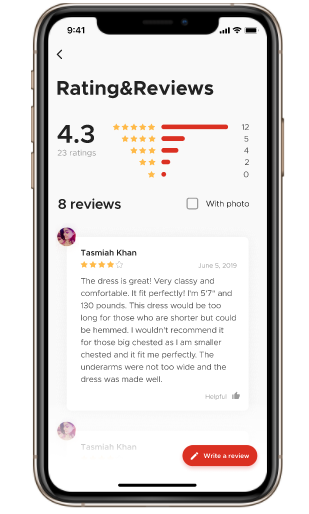 9:41
Rating&Reviews
4.3
23 ratings
12
5
4
2
0
8 reviews
With photo
Tasmiah Khan
June 5, 2019
The dress is great! Very classy and
comfortable. It fit perfectly! I'm 5'7" and
130 pounds. This dress would be too
long for those who are shorter but could
be hemmed. I wouldn't recommend it
for those big chested as I am smaller
chested and it fit me perfectly. The
underarms were not too wide and the
dress was made well.
Helpful
Tasmiah Khan
Write a review